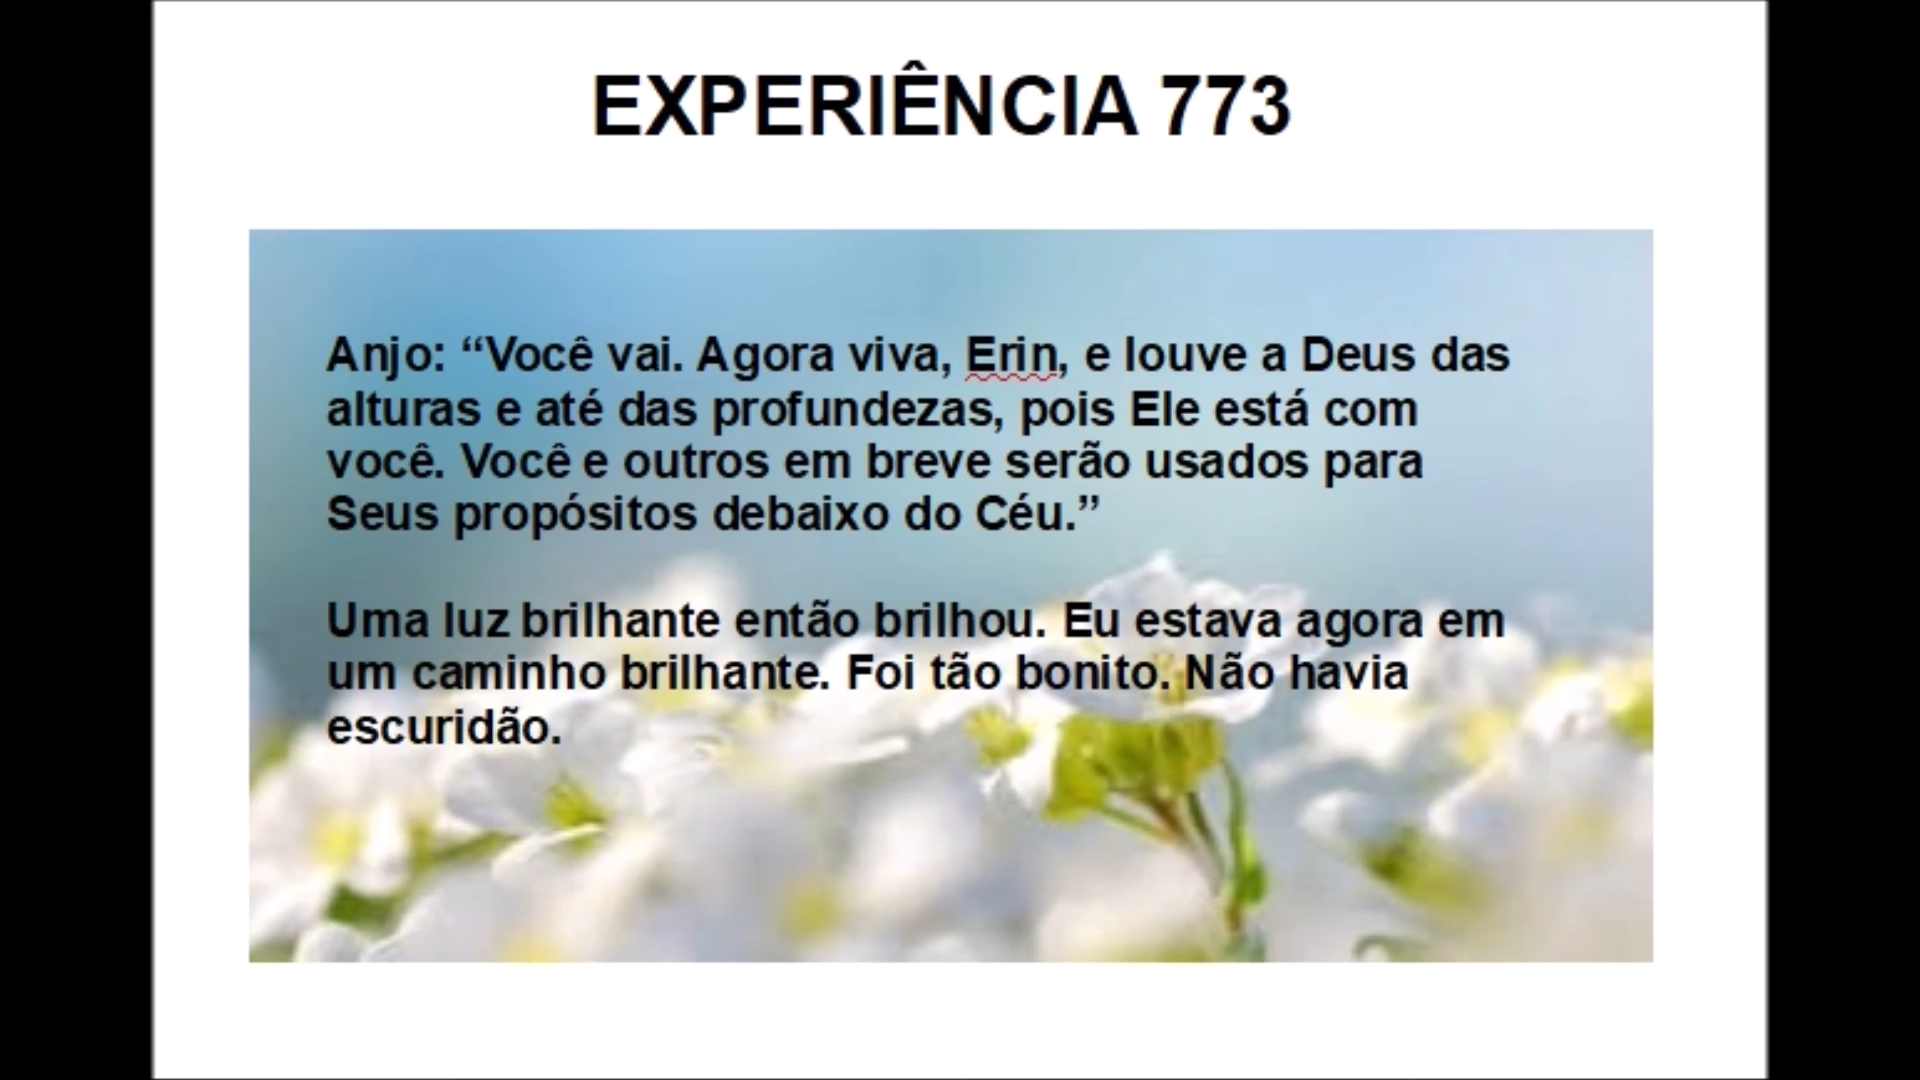 EXPERIÊNCIA 773
Anjo: “Você vai. Agora viva, Erin, e louve a Deus das
alturas e até das profundezas, pois Ele está com
você. Você e outros em breve serão usados para
Seus propósitos debaixo do Céu.”
Uma luz brilhante então brilhou. Eu estava agora em
um caminho brilhante. Foi tão bonito. Não havia
escuridão.